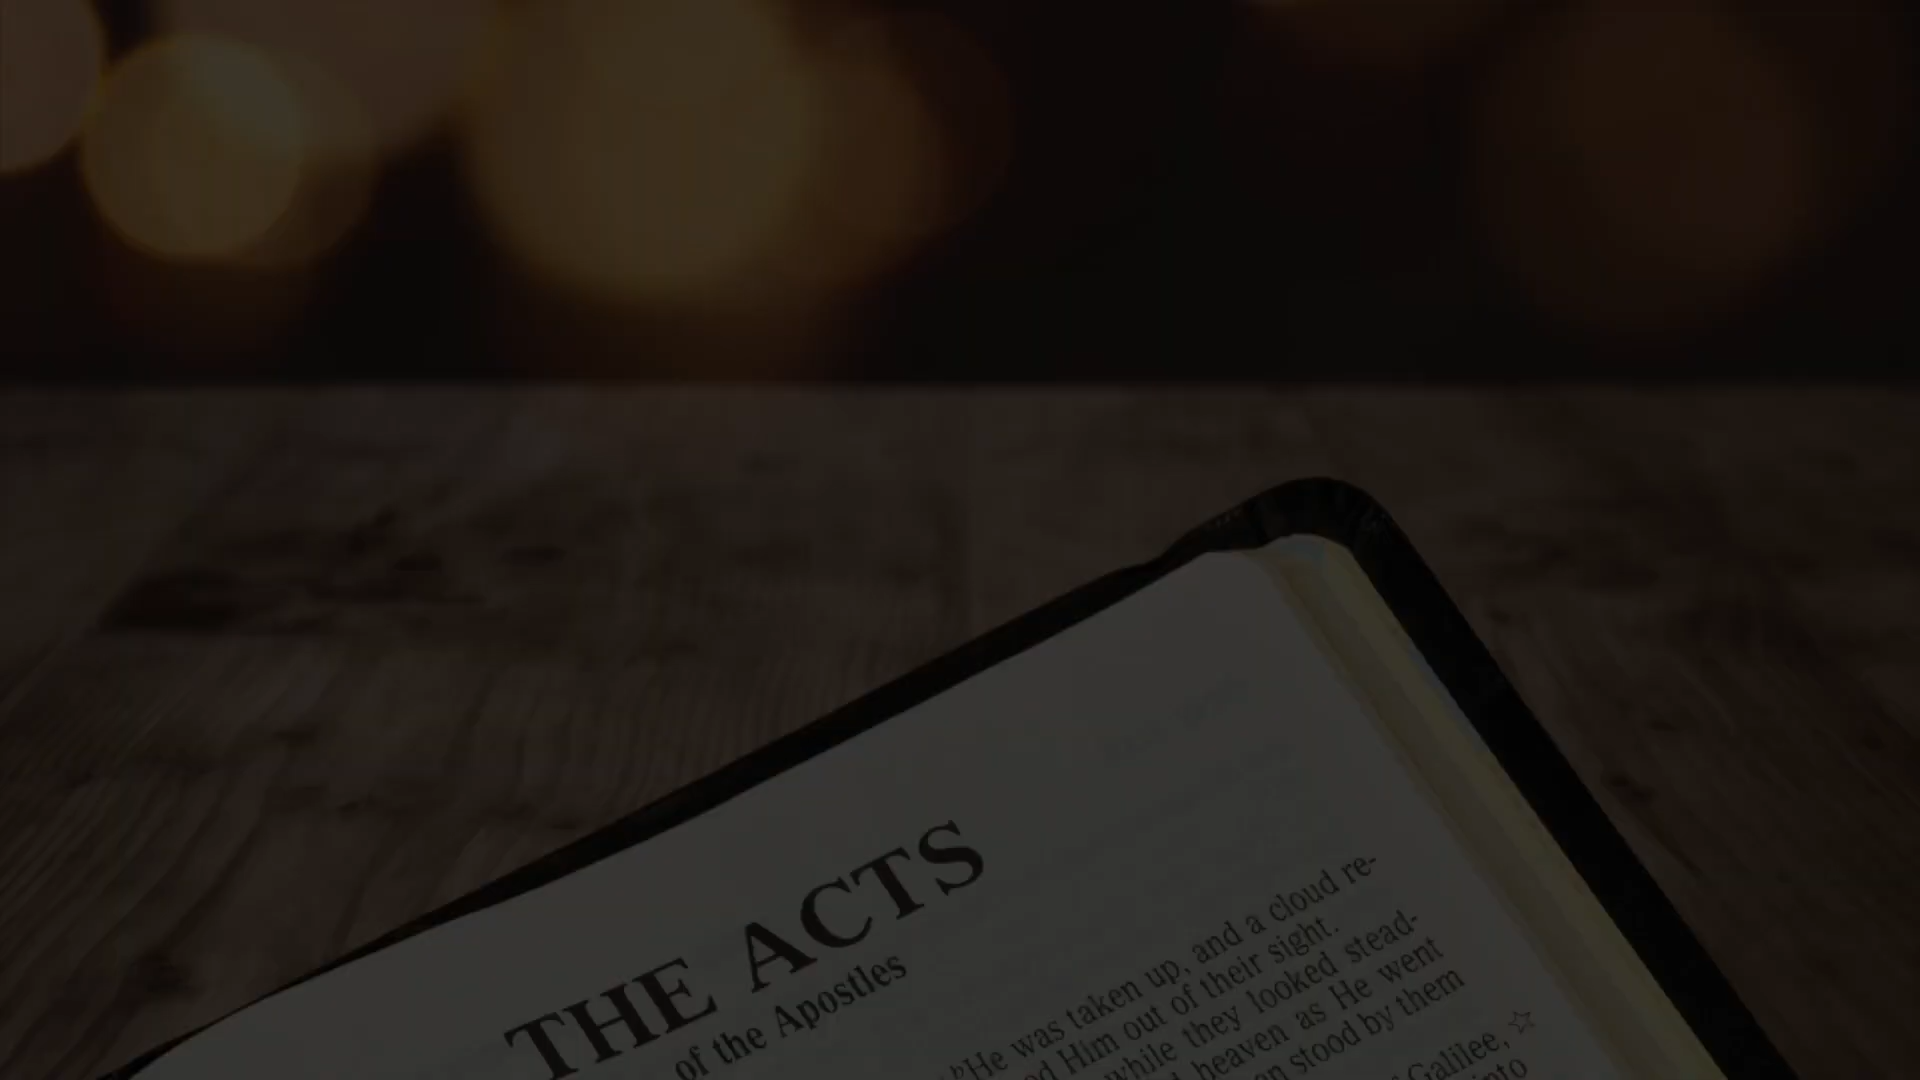 THE ACTS
of the Apostles
He was taken up, and a cloud re-
Him out of their sight.
while they looked stead-
heaven as He went
stood by them
Galilee, ☆
into